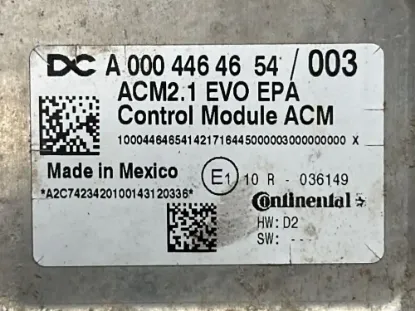 DC A 000 446 46 54 / 003
ACM2.1 EVO EPA
Control Module ACM
10004464654142171644500000300000000 X
Made in Mexico
E1 10 R - 036149
*A2C7423420100143120336*
Continental
HW: D2
SW: ---